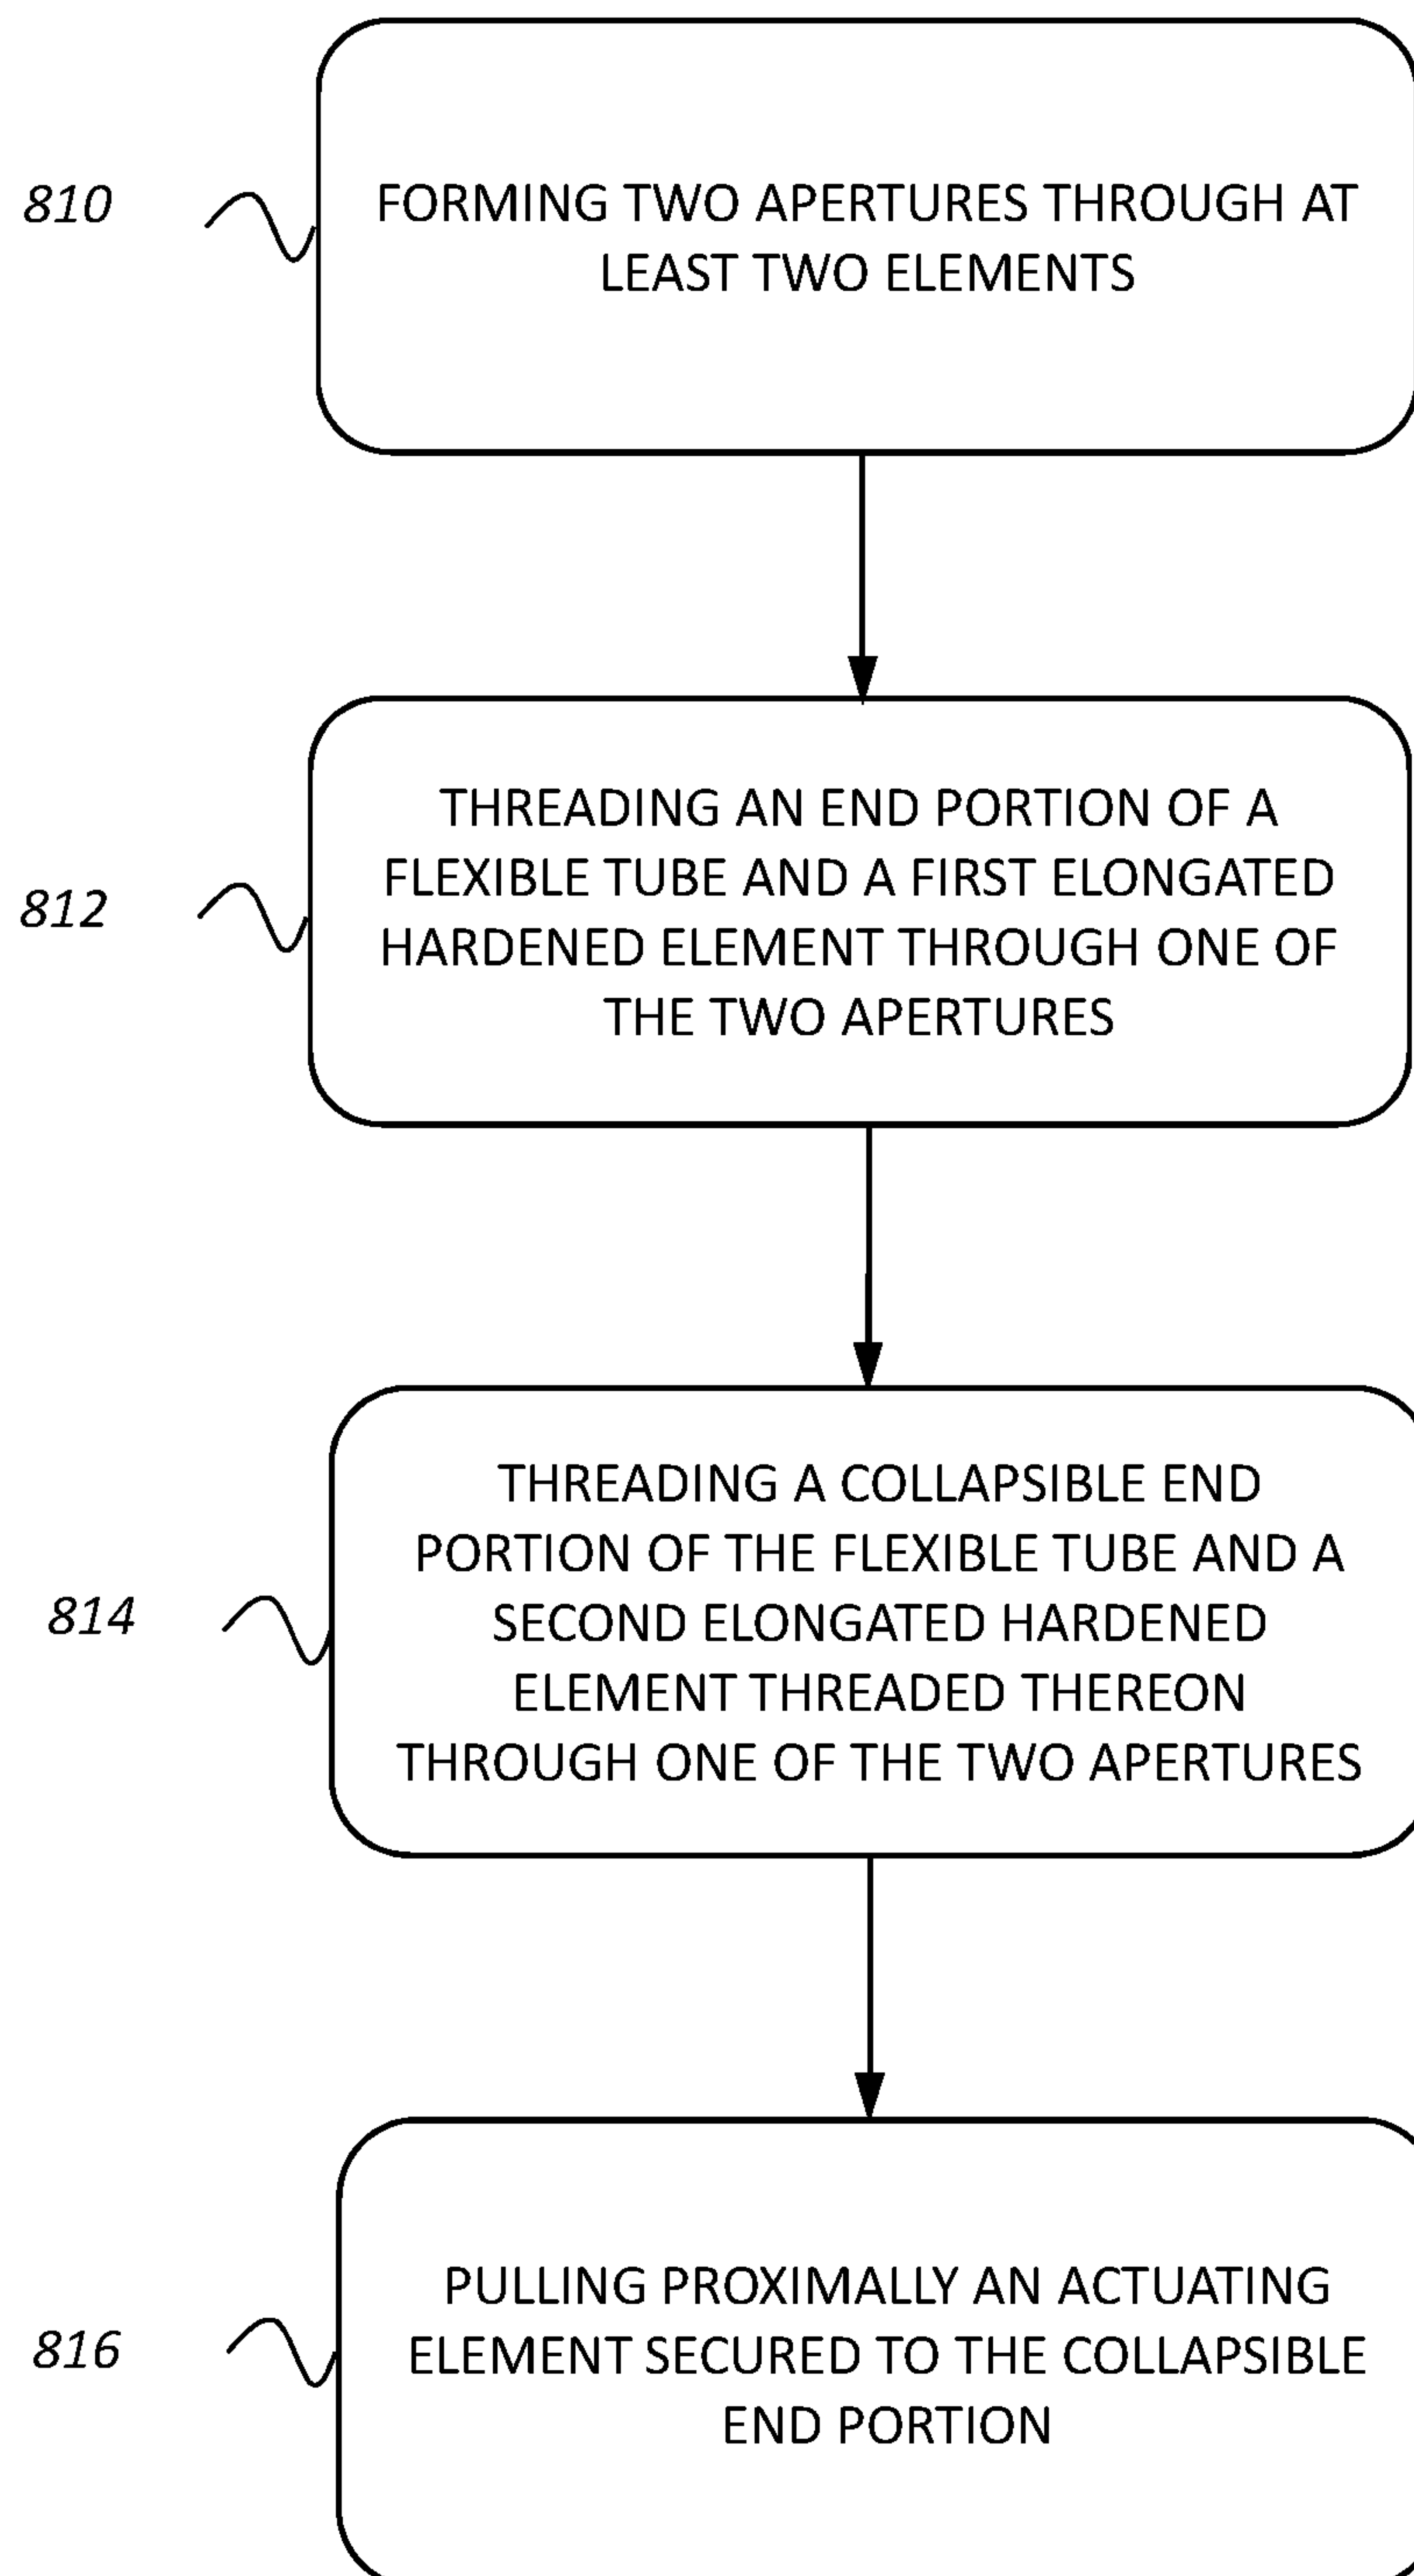 810
FORMING TWO APERTURES THROUGH AT
LEAST TWO ELEMENTS
812
THREADING AN END PORTION OF A
FLEXIBLE TUBE AND A FIRST ELONGATED
HARDENED ELEMENT THROUGH ONE OF
THE TWO APERTURES
814
THREADING A COLLAPSIBLE END
PORTION OF THE FLEXIBLE TUBE AND A
SECOND ELONGATED HARDENED
ELEMENT THREADED THEREON
THROUGH ONE OF THE TWO APERTURES
816
PULLING PROXIMALLY AN ACTUATING
ELEMENT SECURED TO THE COLLAPSIBLE
END PORTION